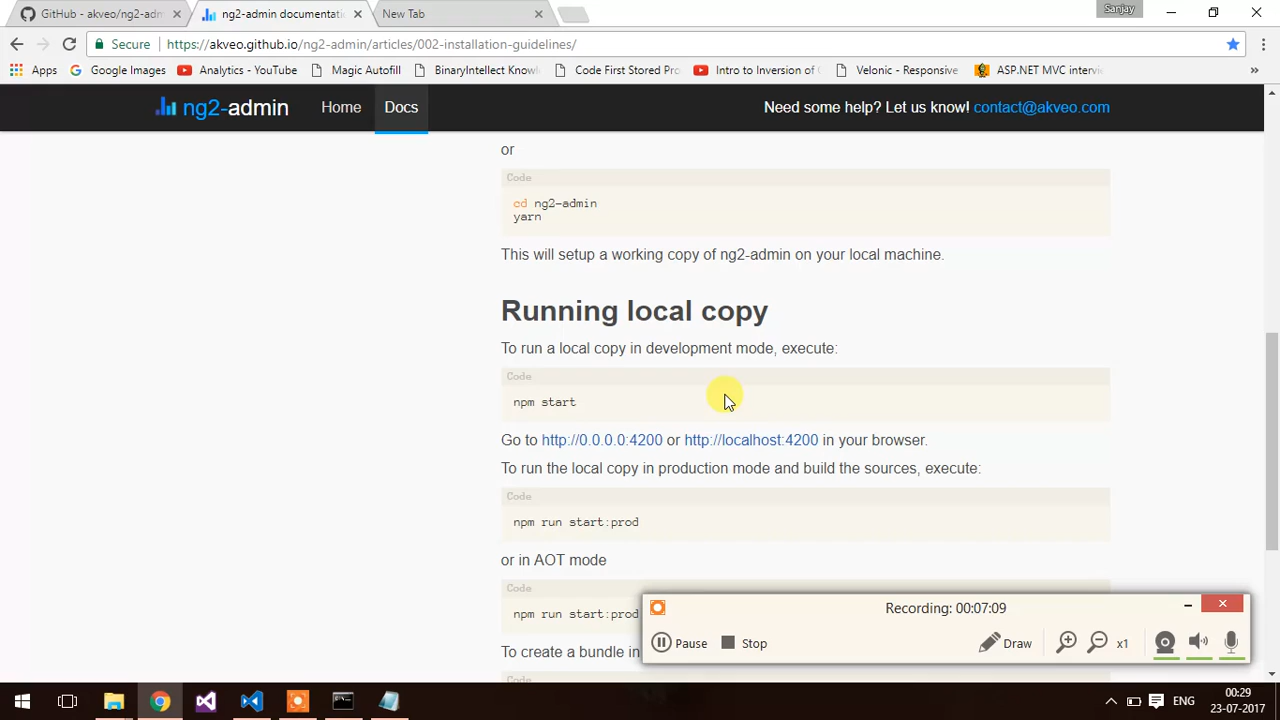 GitHub - akveo/ng2-adm
ng2-admin documentatio
New Tab
Sanjay
Secure
https://akveo.github.io/ng2-admin/articles/002-installation-guidelines/
Apps
Google Images
Analytics - YouTube
Magic Autofill
BinaryIntellect Know
Code First Stored Pro
Intro to Invasion of C
Velonic - Responsive
ASP.NET MVC intervi
»
ng2-admin
Home
Docs
Need some help? Let us know! contact@akveo.com
or
Code
cd ng2-admin
yarn
This will setup a working copy of ng2-admin on your local machine.
Running local copy
To run a local copy in development mode, execute:
Code
npm start
Go to http://0.0.0.0:4200 or http://localhost:4200 in your browser.
To run the local copy in production mode and build the sources, execute:
Code
npm run start:prod
or in AOT mode
Code
npm run start:prod
To create a bundle in
Code
Recording: 00:07:09
Pause
Stop
Draw
x1
ENG
00:29
23-07-2017